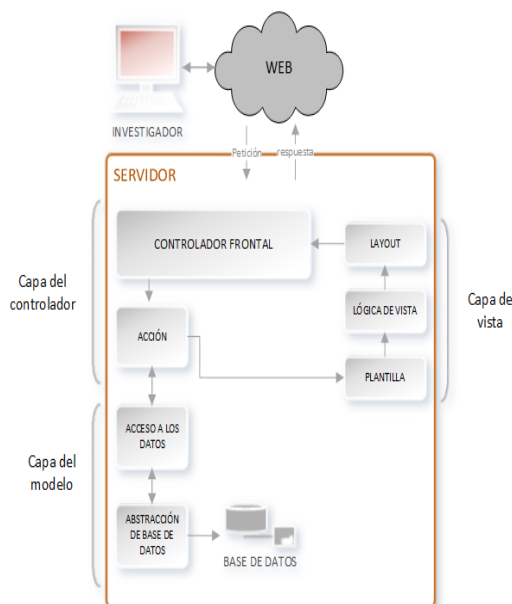 WEB
INVESTIGADOR
Petición
respuesta
SERVIDOR
CONTROLADOR FRONTAL
LAYOUT
Capa del
controlador
LÓGICA DE VISTA
Capa de
vista
ACCIÓN
PLANTILLA
ACCESO A LOS
DATOS
Capa del
modelo
ABSTRACCIÓN
DE BASE DE
DATOS
BASE DE DATOS